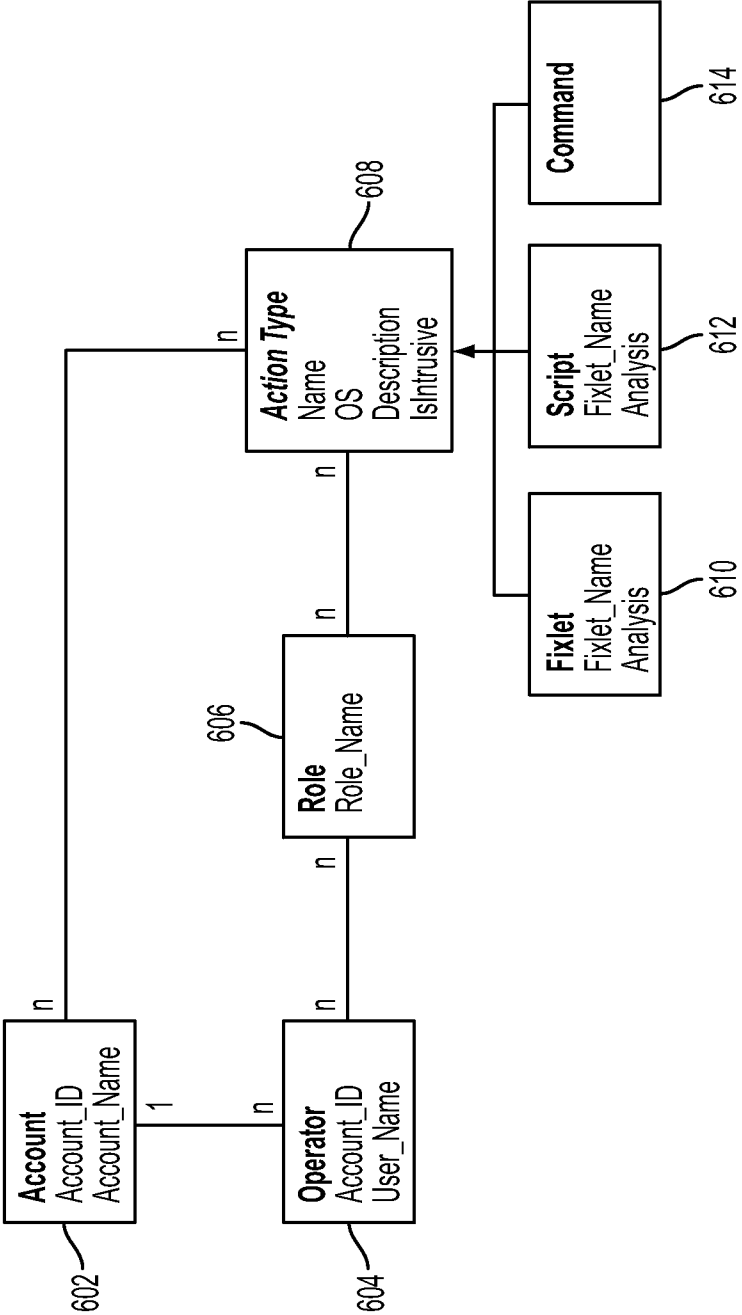 602
Account
Account_ID
Account_Name
n
n
1
n
604
Operator
Account_ID
User_Name
n
n
606
Role
Role_Name
n
n
608
Action Type
Name
OS
Description
IsIntrusive
Fixlet
Fixlet_Name
Analysis
610
Script
Fixlet_Name
Analysis
612
Command
614